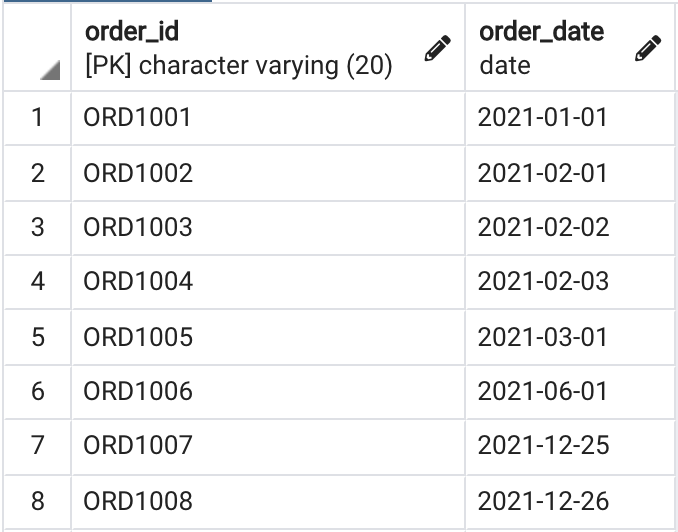 order_id order_date
[PK] character varying (20) date
1 ORD1001 2021-01-01
2 ORD1002 2021-02-01
3 ORD1003 2021-02-02
4 ORD1004 2021-02-03
5 ORD1005 2021-03-01
6 ORD1006 2021-06-01
7 ORD1007 2021-12-25
8 ORD1008 2021-12-26